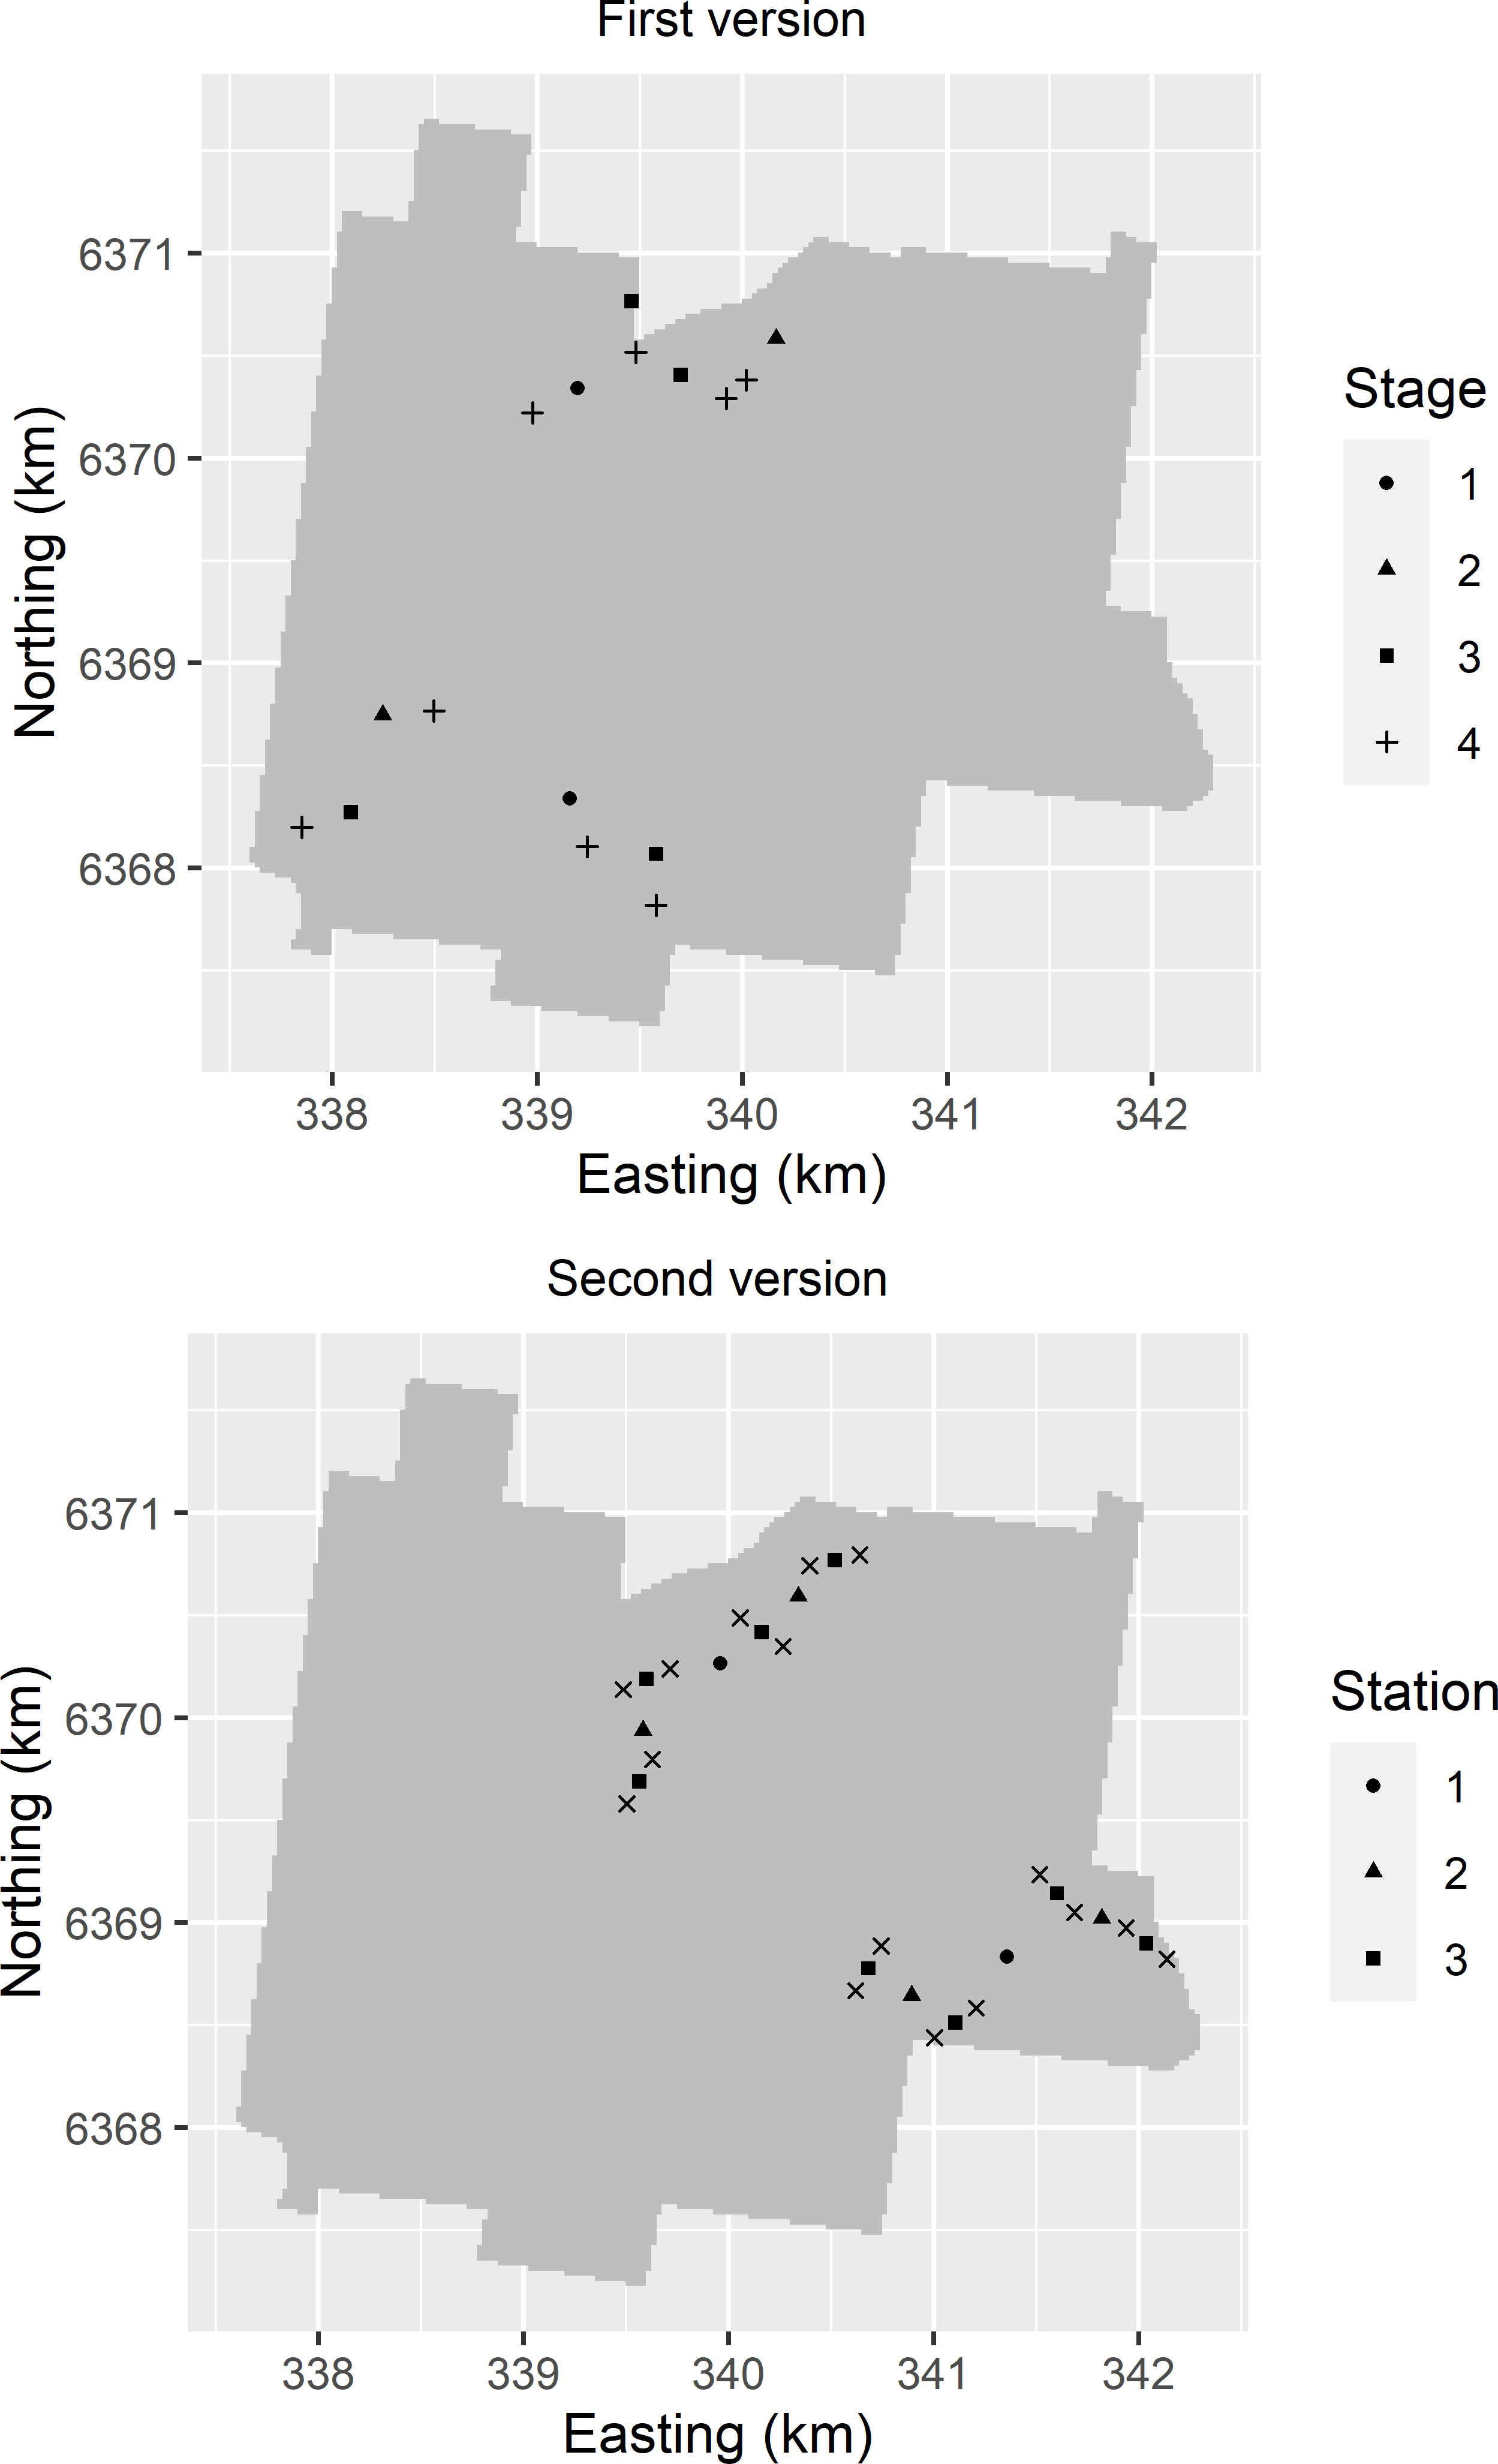 First version
Northing (km)
6371
6370
6369
6368
338 339 340 341 342
Easting (km)
Stage
1
2
3
4
Second version
Northing (km)
6371
6370
6369
6368
338 339 340 341 342
Easting (km)
Station
1
2
3